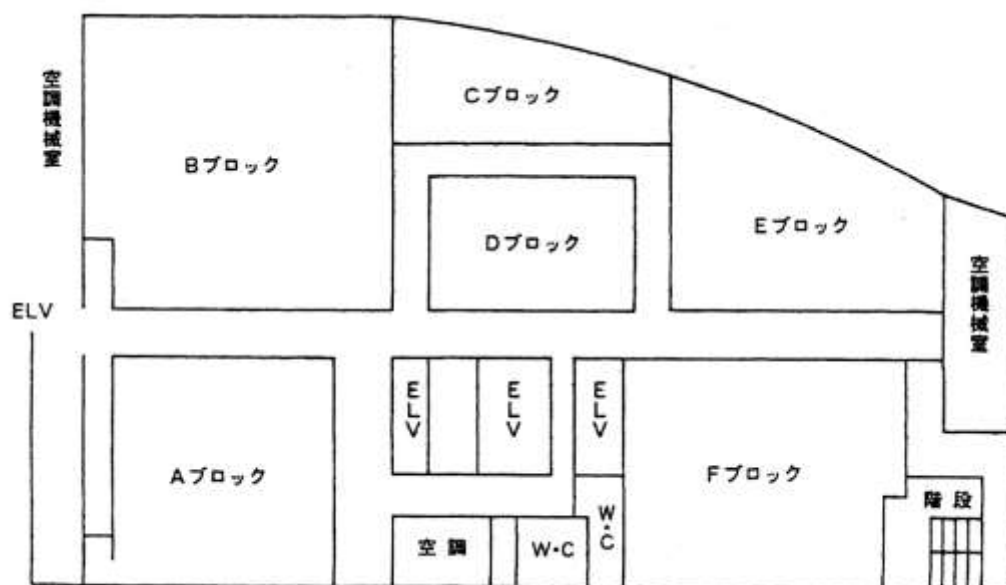 空調機械室
Bブロック
Cブロック
Dブロック
Eブロック
空調機械室
ELV
Aブロック
ELV
ELV
ELV
Fブロック
空調
W・C
W・C
階段